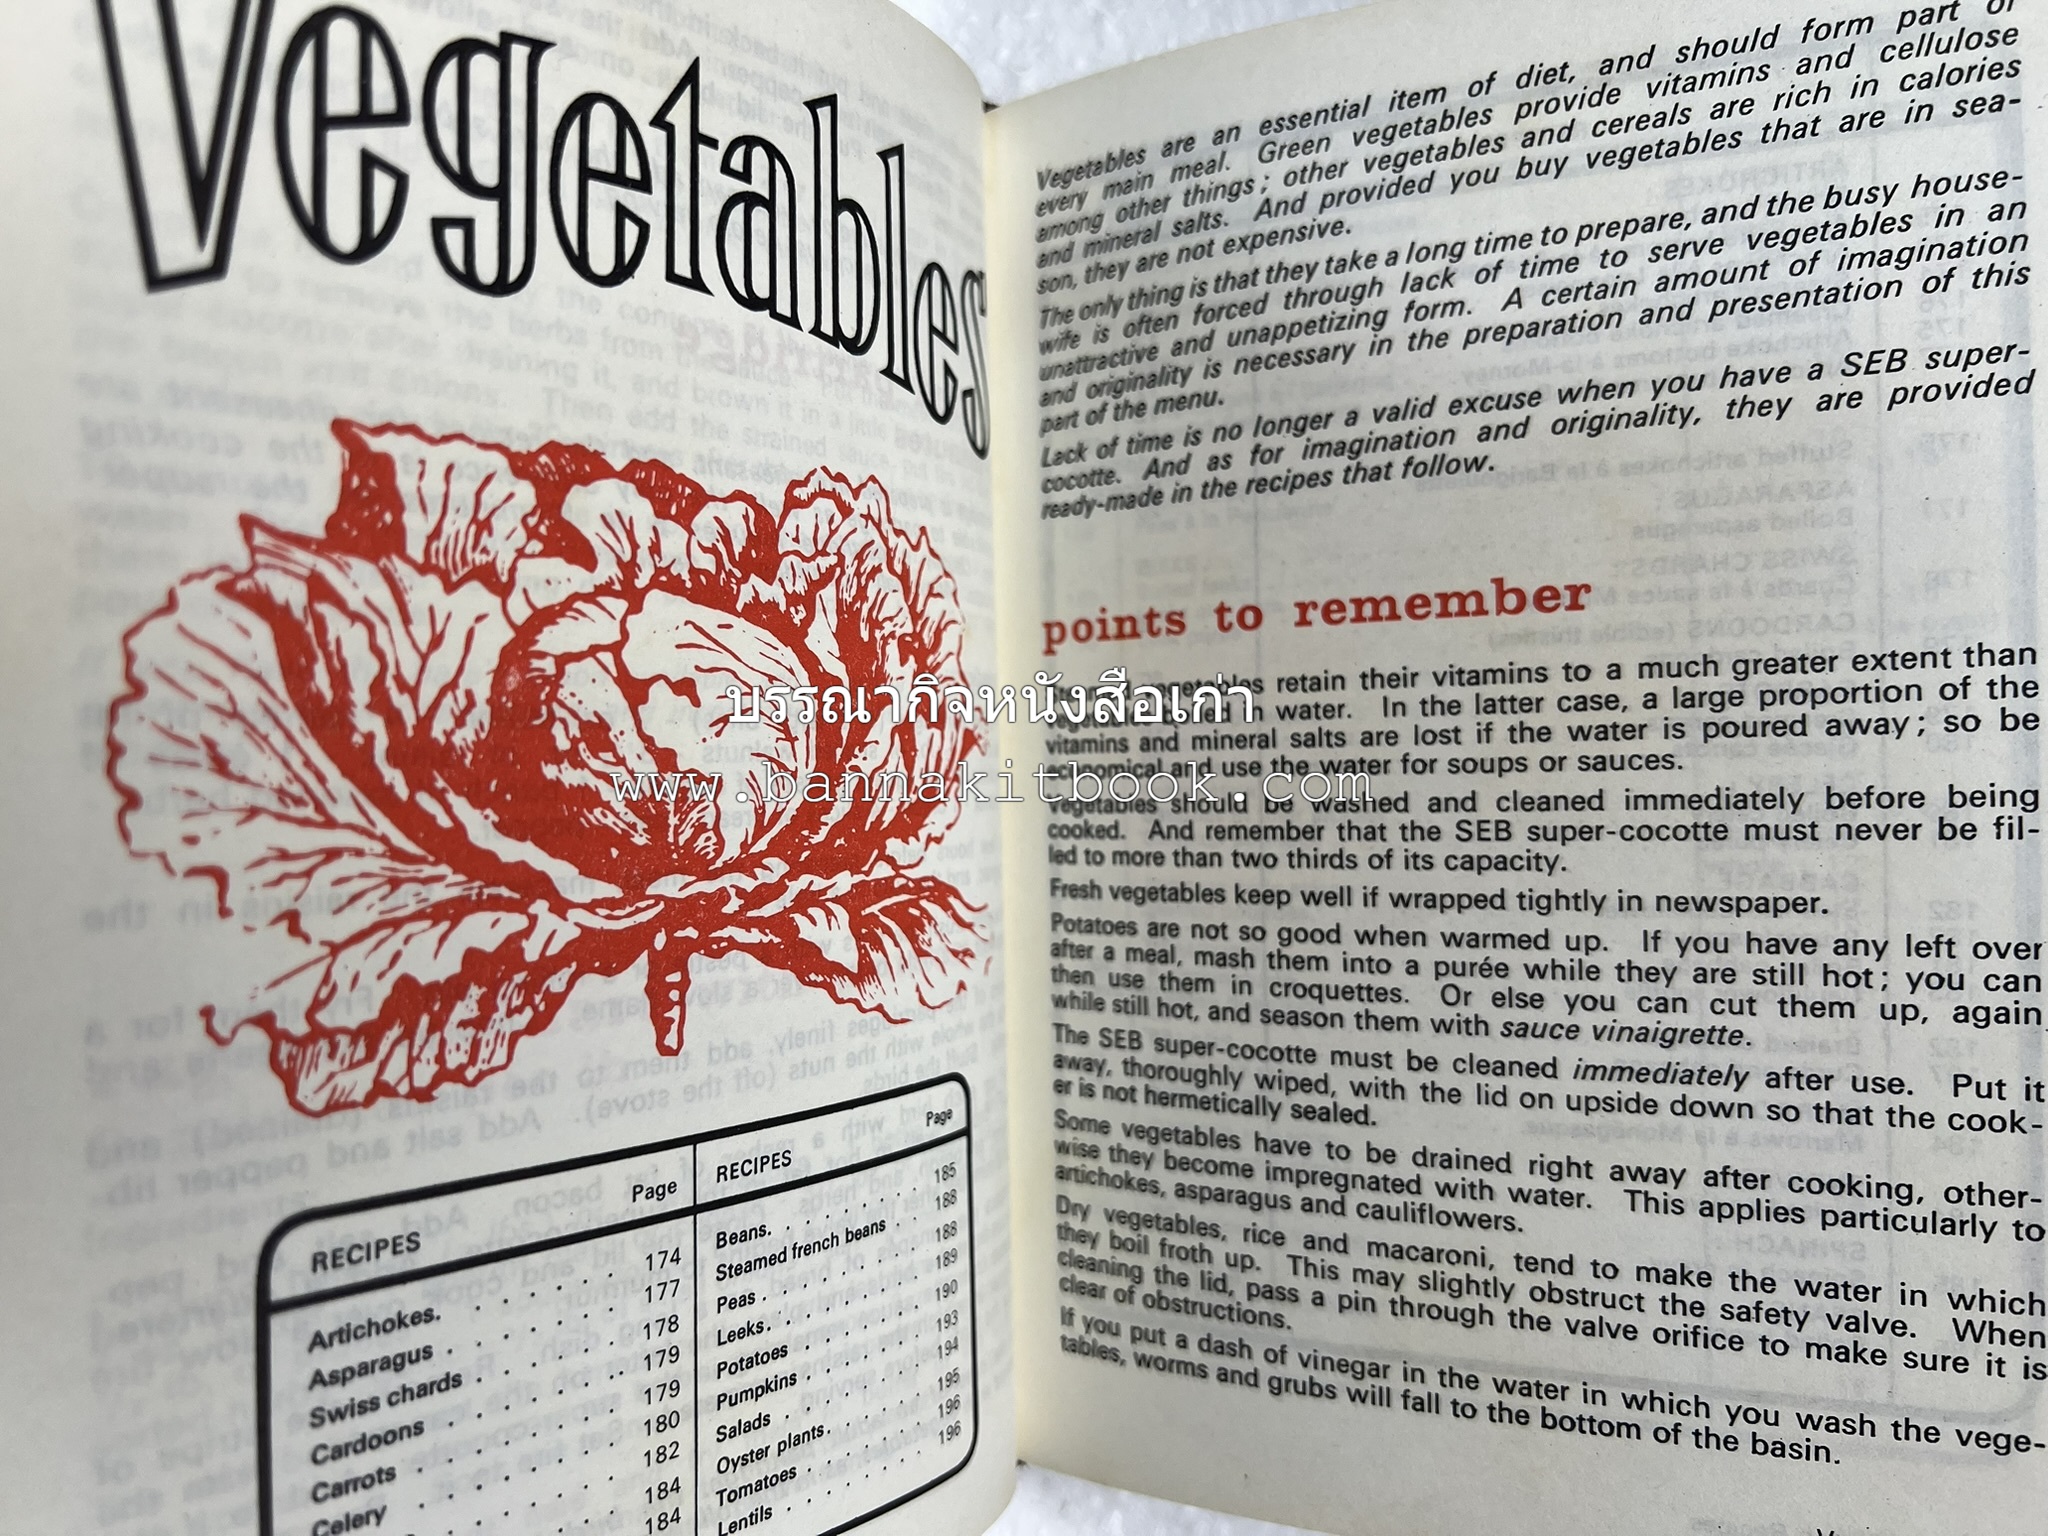 Vegetables
RECIPES Page
Artichokes. 174
Asparagus 177
Swiss chards 178
Cardoons 179
Carrots 179
Celery 180
182
184
184
RECIPES Page
Beans. 185
Steamed french beans 188
Peas 188
Leeks. 189
Potatoes 190
Pumpkins 193
Salads 194
Oyster plants. 195
Tomatoes 196
Lentils 196
Vegetables are an essential item of diet, and should form part of
every main meal. Green vegetables provide vitamins and cellulose
among other things; other vegetables and cereals are rich in calories
and mineral salts. And provided you buy vegetables that are in sea-
son, they are not expensive.
The only thing is that they take a long time to prepare, and the busy house-
wife is often forced through lack of time to serve vegetables in an
unattractive and unappetizing form. A certain amount of imagination
and originality is necessary in the preparation and presentation of this
part of the menu.
Lack of time is no longer a valid excuse when you have a SEB super-
cocotte. And as for imagination and originality, they are provided
ready-made in the recipes that follow.
points to remember
vegetables retain their vitamins to a much greater extent than
in water. In the latter case, a large proportion of the
vitamins and mineral salts are lost if the water is poured away; so be
economical and use the water for soups or sauces.
Vegetables should be washed and cleaned immediately before being
cooked. And remember that the SEB super-cocotte must never be fil-
led to more than two thirds of its capacity.
Fresh vegetables keep well if wrapped tightly in newspaper.
Potatoes are not so good when warmed up. If you have any left over
after a meal, mash them into a purée while they are still hot; you can
then use them in croquettes. Or else you can cut them up, again
while still hot, and season them with sauce vinaigrette.
The SEB super-cocotte must be cleaned immediately after use. Put it
away, thoroughly wiped, with the lid on upside down so that the cook-
er is not hermetically sealed.
Some vegetables have to be drained right away after cooking, other-
wise they become impregnated with water. This applies particularly to
artichokes, asparagus and cauliflowers.
Dry vegetables, rice and macaroni, tend to make the water in which
they boil froth up. This may slightly obstruct the safety valve. When
cleaning the lid, pass a pin through the valve orifice to make sure it is
clear of obstructions.
If you put a dash of vinegar in the water in which you wash the vege-
tables, worms and grubs will fall to the bottom of the basin.
บรรณากิจหนังสือเก่า
www.bannakitbook.com